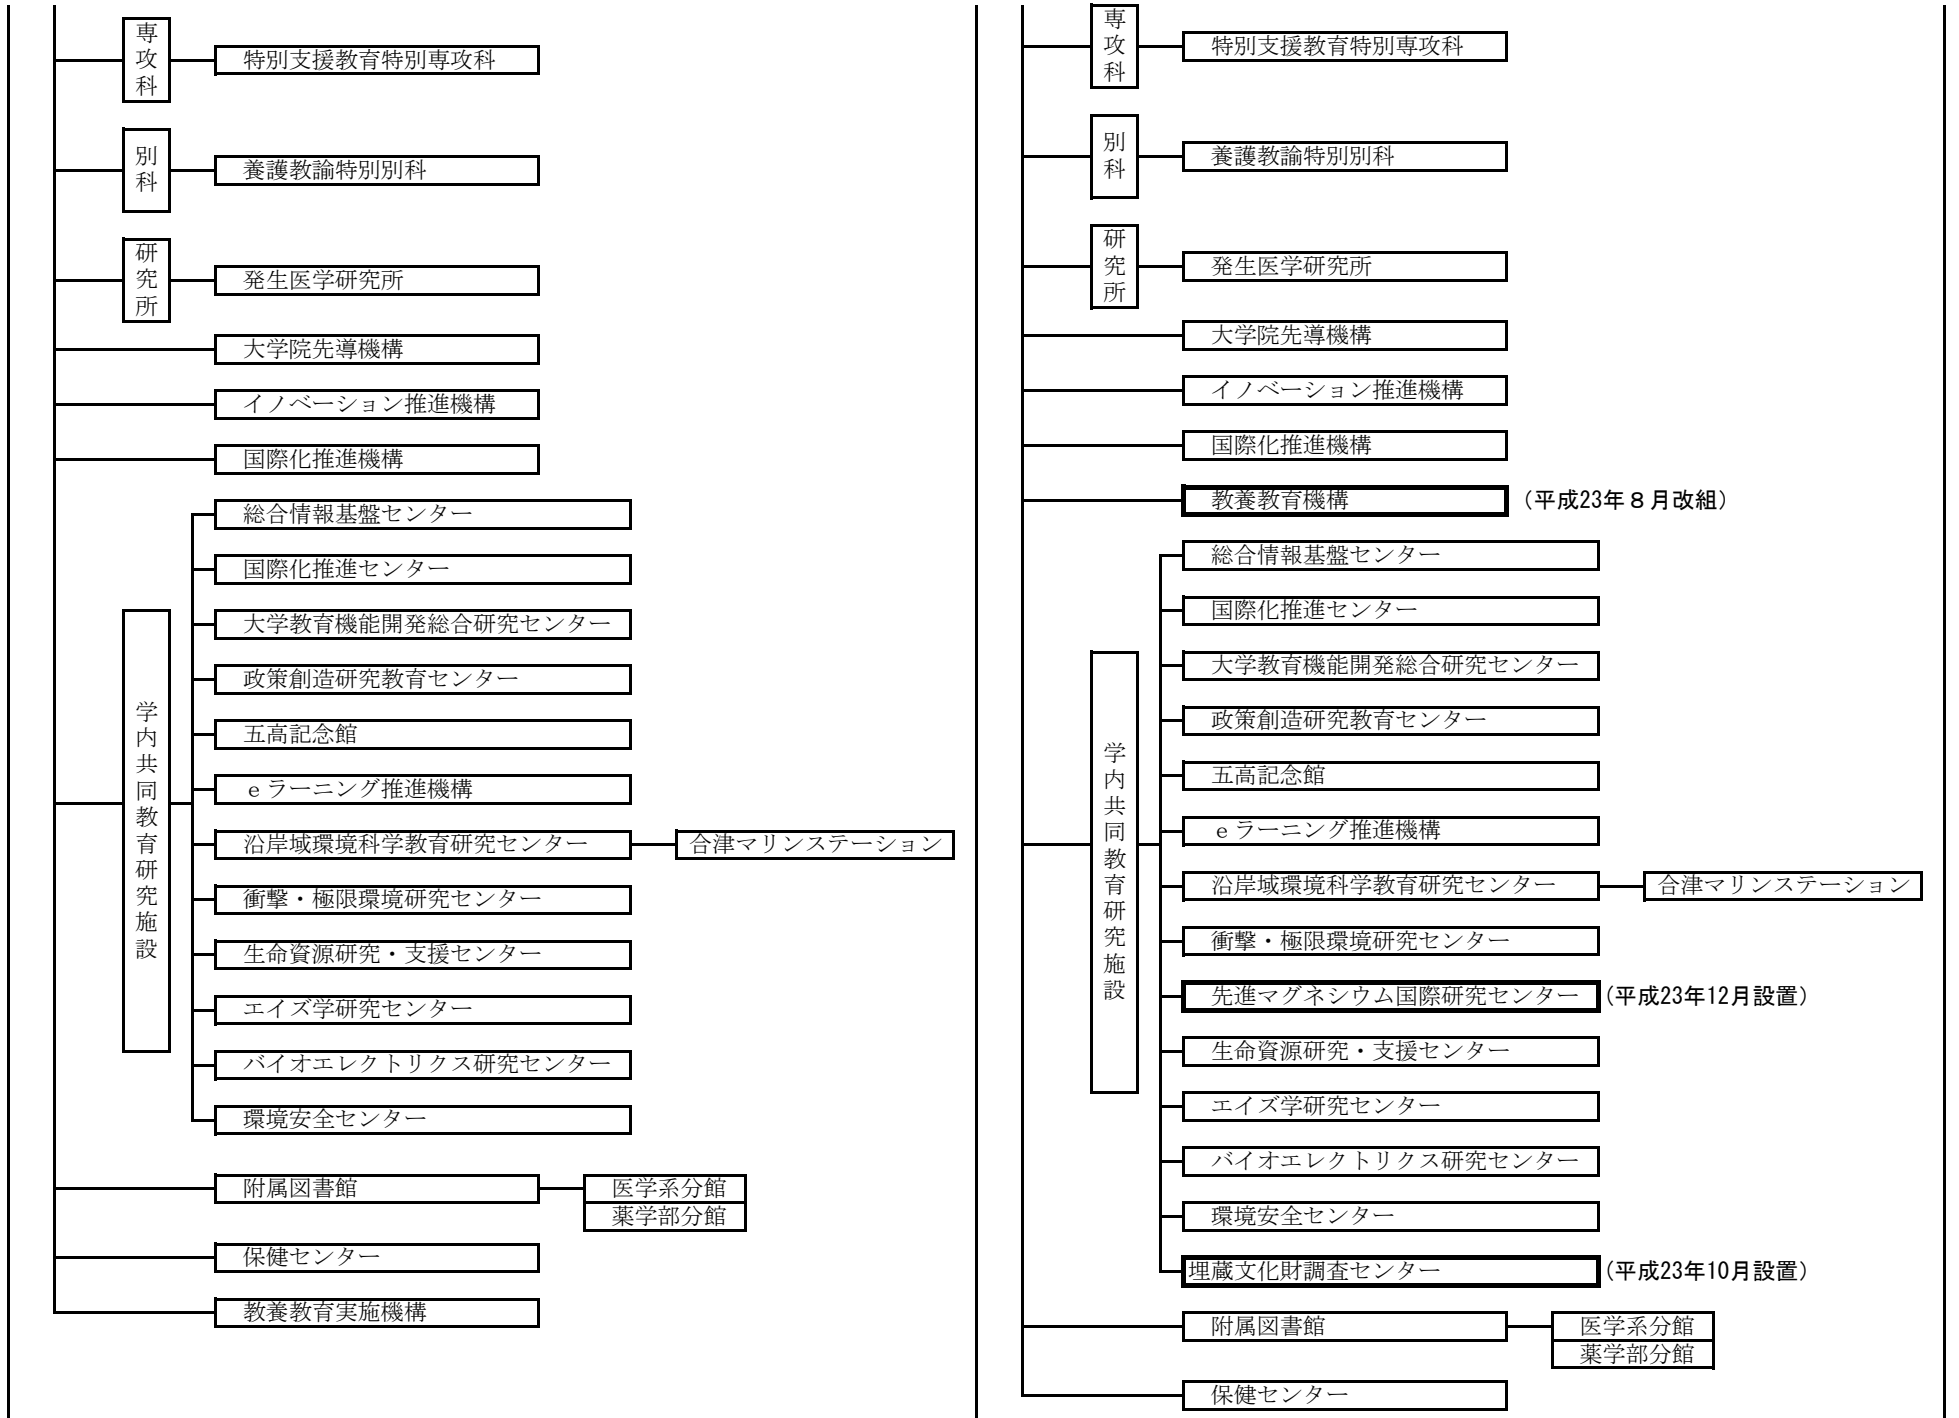 専攻科
特別支援教育特別専攻科
別科
養護教諭特別別科
研究所
発生医学研究所
大学院先導機構
イノベーション推進機構
国際化推進機構
学内共同教育研究施設
総合情報基盤センター
国際化推進センター
大学教育機能開発総合研究センター
政策創造研究教育センター
五高記念館
ｅラーニング推進機構
沿岸域環境科学教育研究センター
合津マリンステーション
衝撃・極限環境研究センター
生命資源研究・支援センター
エイズ学研究センター
バイオエレクトリクス研究センター
環境安全センター
附属図書館
医学系分館
薬学部分館
保健センター
教養教育実施機構
専攻科
特別支援教育特別専攻科
別科
養護教諭特別別科
研究所
発生医学研究所
大学院先導機構
イノベーション推進機構
国際化推進機構
教養教育機構
（平成23年８月改組）
学内共同教育研究施設
総合情報基盤センター
国際化推進センター
大学教育機能開発総合研究センター
政策創造研究教育センター
五高記念館
ｅラーニング推進機構
沿岸域環境科学教育研究センター
合津マリンステーション
衝撃・極限環境研究センター
先進マグネシウム国際研究センター
（平成23年12月設置）
生命資源研究・支援センター
エイズ学研究センター
バイオエレクトリクス研究センター
環境安全センター
埋蔵文化財調査センター
（平成23年10月設置）
附属図書館
医学系分館
薬学部分館
保健センター